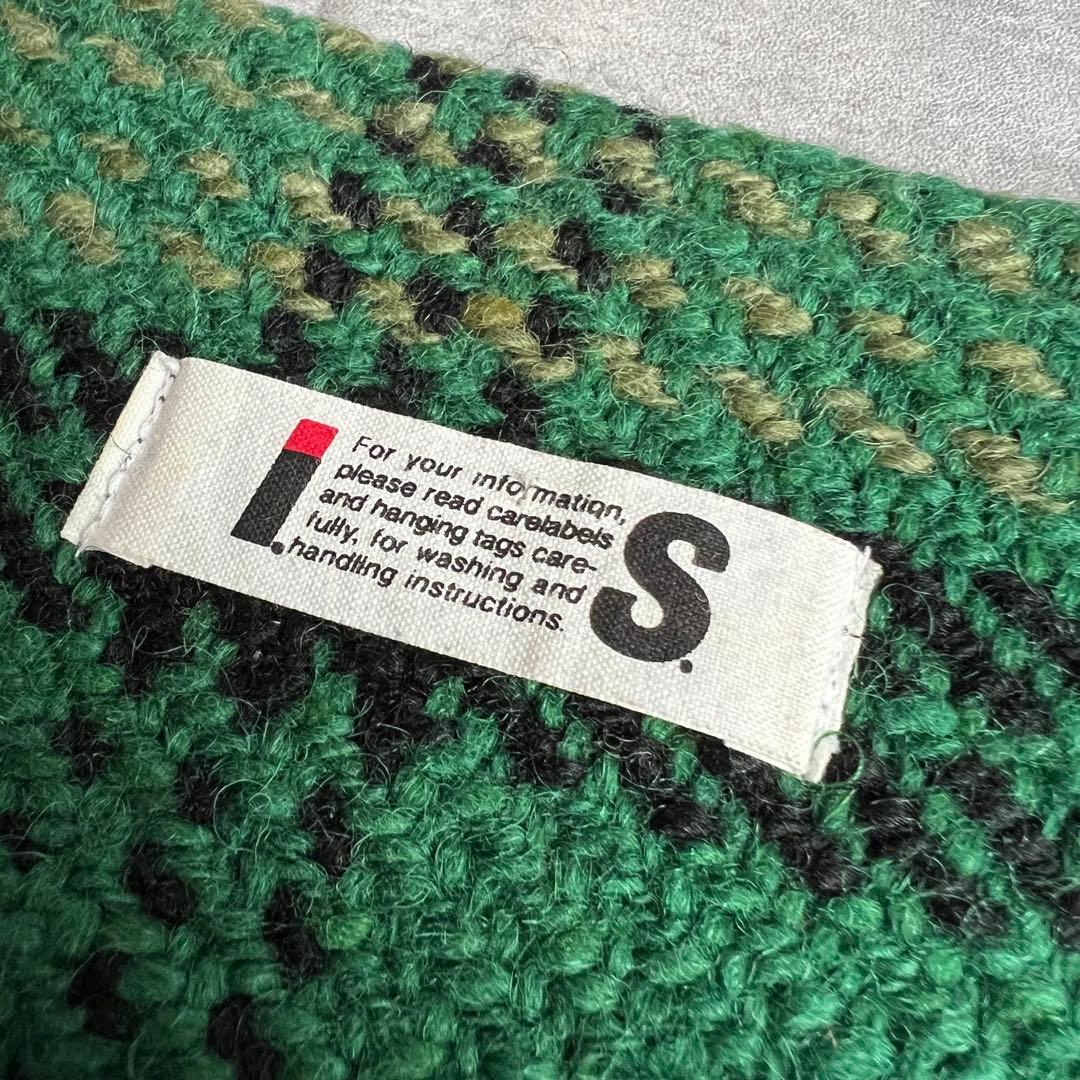 I.
For your information,
please read carelabels
and hanging tags care-
fully, for washing and
handling instructions.
S.